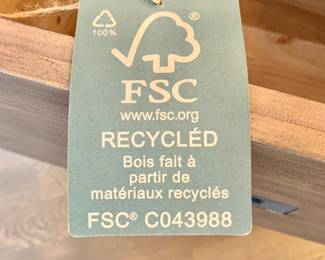 ®
100%
FSC
www.fsc.org
RECYCLÉD
Bois fait à
partir de
matériaux recyclés
FSC® C043988